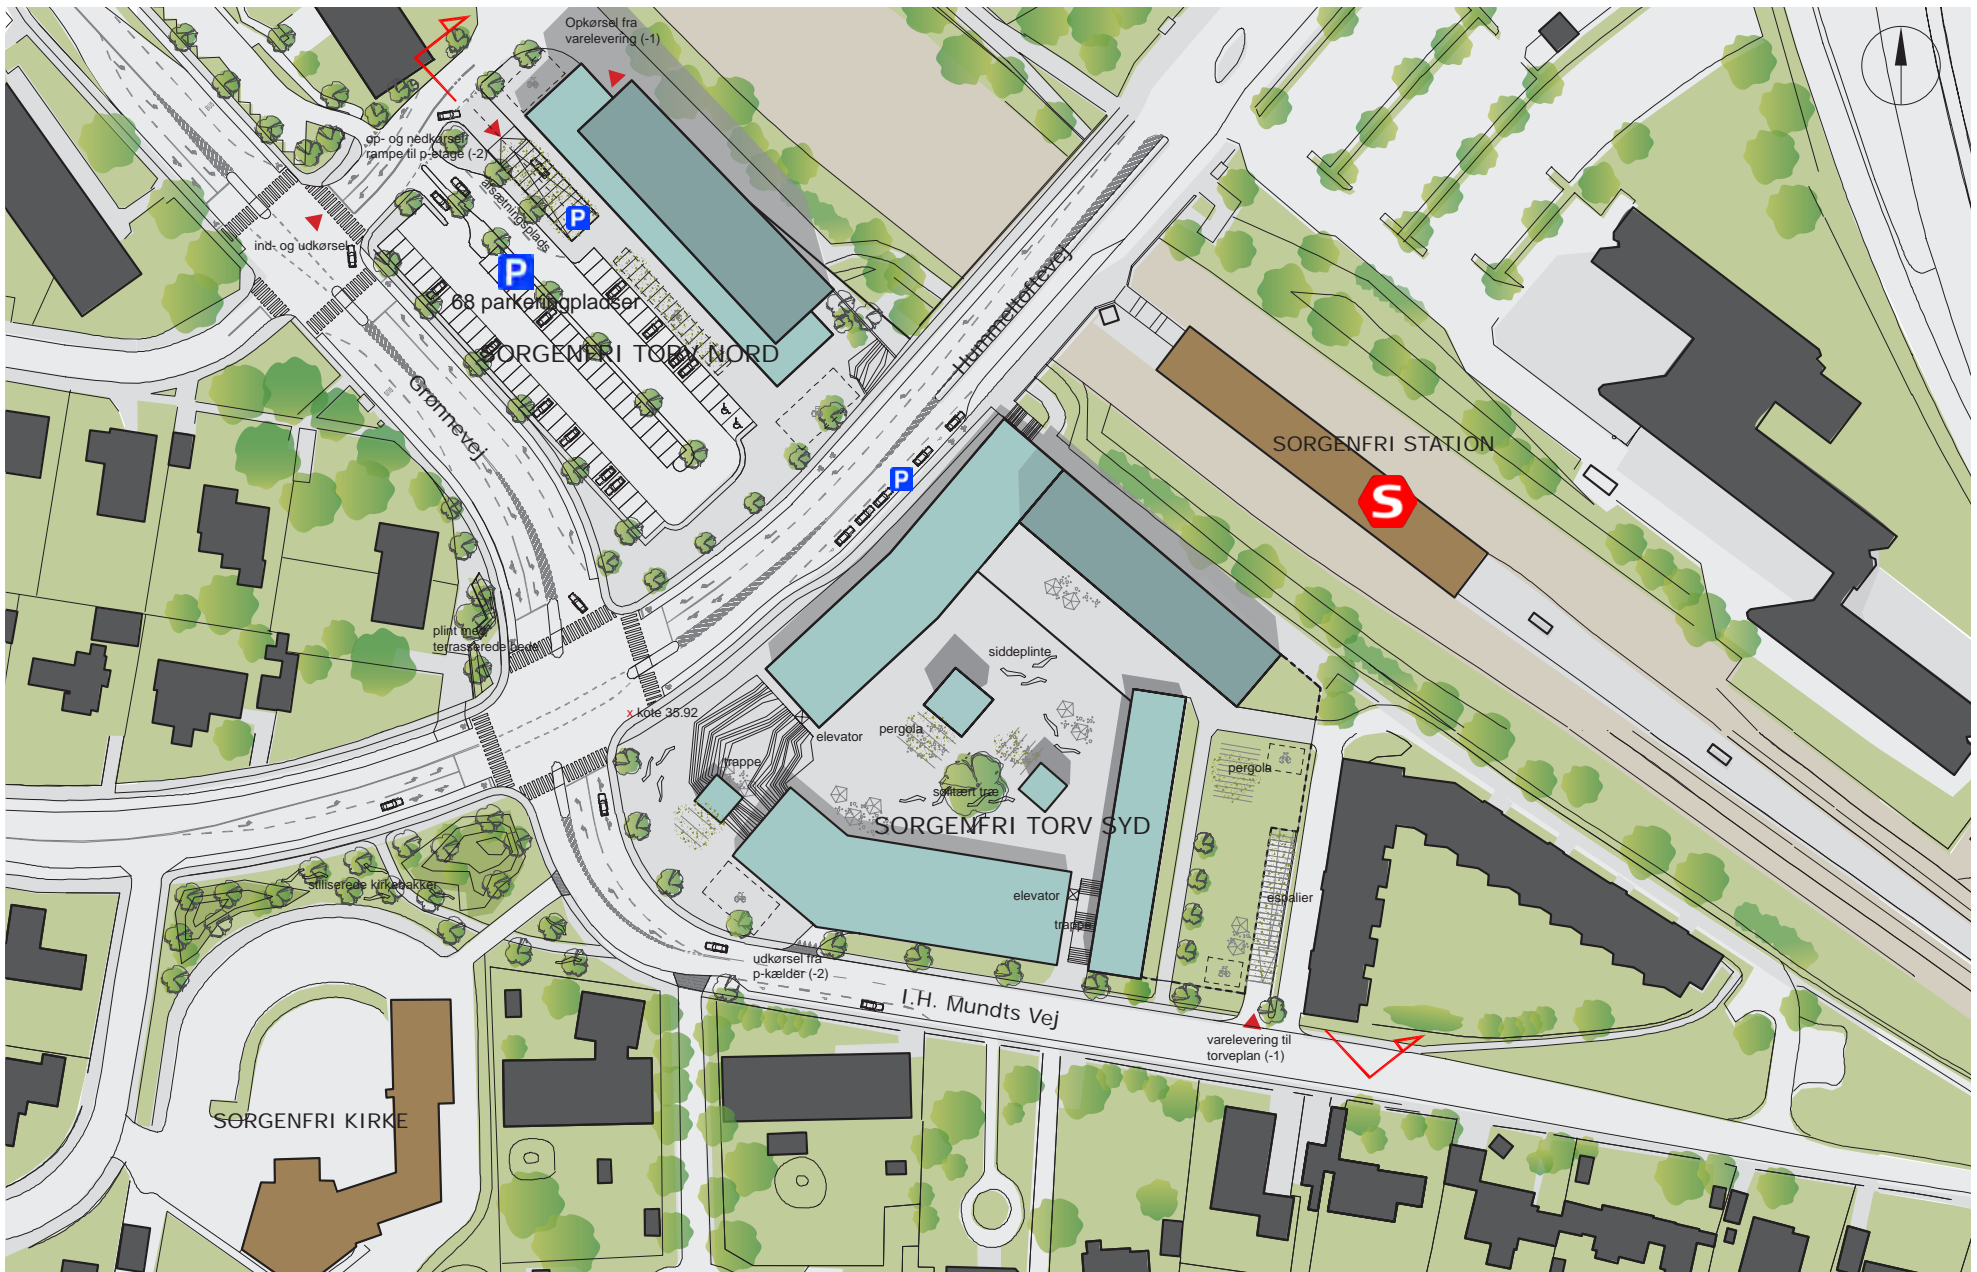 Opkørsel fra
varelevering (-1)
op- og nedkørsel
rampe til p-etage (-2)
afsætningsplads
P
ind- og udkørsel
P
68 parkeringpladser
SORGENFRI TORV NORD
Hummeltoftevej
Grønnevej
P
SORGENFRI STATION
S
plint med
terrasserede bede
siddeplinte
x kote 35.92
elevator
pergola
trappe
pergola
solitært træ
SORGENFRI TORV SYD
stiliserede kirkebakker
elevator
espalier
trappe
udkørsel fra
p-kælder (-2)
I.H. Mundts Vej
varelevering til
torveplan (-1)
SORGENFRI KIRKE